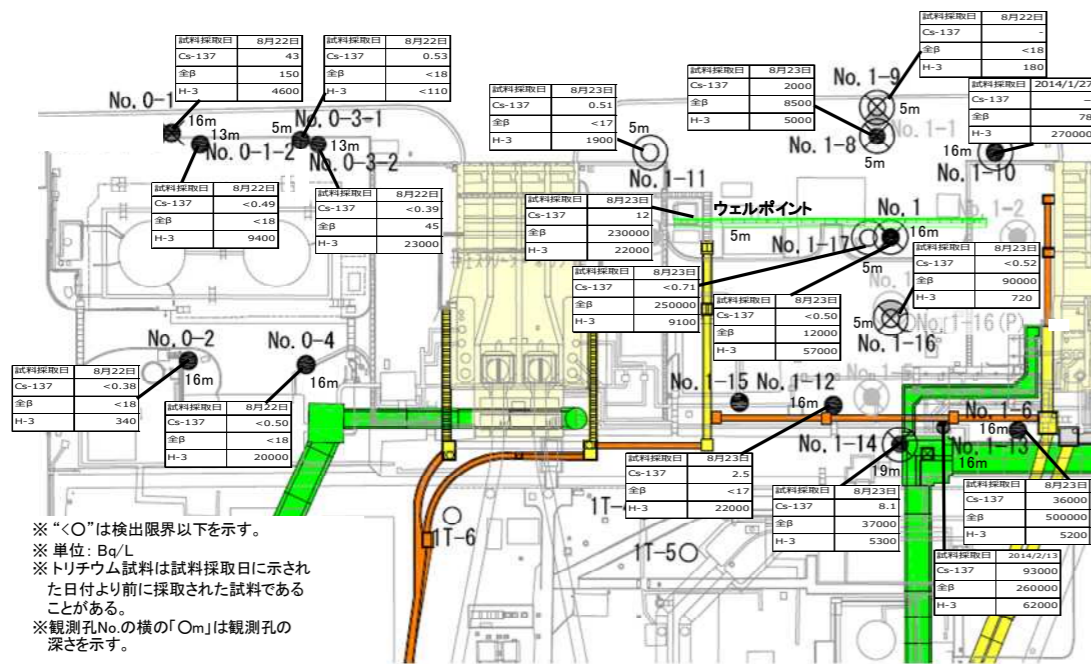 試料採取日 8月22日
Cs-137 43
全β 150
H-3 4600
試料採取日 8月22日
Cs-137 0.53
全β <18
H-3 <110
試料採取日 8月22日
Cs-137 -
全β <18
H-3 180
試料採取日 8月23日
Cs-137 2000
全β 8500
H-3 5000
試料採取日 8月23日
Cs-137 0.51
全β <17
H-3 1900
試料採取日 2014/1/27
Cs-137 -
全β 78
H-3 270000
No. 0-1
16m
13m
No. 0-1-2
No. 0-3-1
5m
13m
No. 0-3-2
5m
No. 1-11
No. 1-9
5m
No. 1-1
No. 1-8
5m
16m
No. 1-10
試料採取日 8月22日
Cs-137 <0.49
全β <18
H-3 9400
試料採取日 8月22日
Cs-137 <0.39
全β 45
H-3 23000
試料採取日 8月23日
Cs-137 12
全β 230000
H-3 22000
ウェルポイント
5m
No. 1
16m
No. 1-17
5m
1-2
試料採取日 8月23日
Cs-137 <0.52
全β 90000
H-3 720
試料採取日 8月23日
Cs-137 <0.71
全β 250000
H-3 9100
試料採取日 8月23日
Cs-137 <0.50
全β 12000
H-3 57000
5m
No. 1-16(P)
No. 1-16
No. 0-2
16m
No. 0-4
16m
試料採取日 8月22日
Cs-137 <0.38
全β <18
H-3 340
試料採取日 8月22日
Cs-137 <0.50
全β <18
H-3 20000
No. 1-15
No. 1-12
16m
No. 1-6
16m
No. 1-14
19m
No. 1-13
16m
試料採取日 8月23日
Cs-137 2.5
全β <17
H-3 22000
試料採取日 8月23日
Cs-137 8.1
全β 37000
H-3 5300
試料採取日 8月23日
Cs-137 36000
全β 500000
H-3 5200
試料採取日 2014/2/13
Cs-137 93000
全β 260000
H-3 62000
1T-6
1T-5
※ “<〇”は検出限界以下を示す。
※ 単位: Bq/L
※トリチウム試料は試料採取日に示され
た日付より前に採取された試料である
ことがある。
※観測孔No.の横の「〇m」は観測孔の
深さを示す。